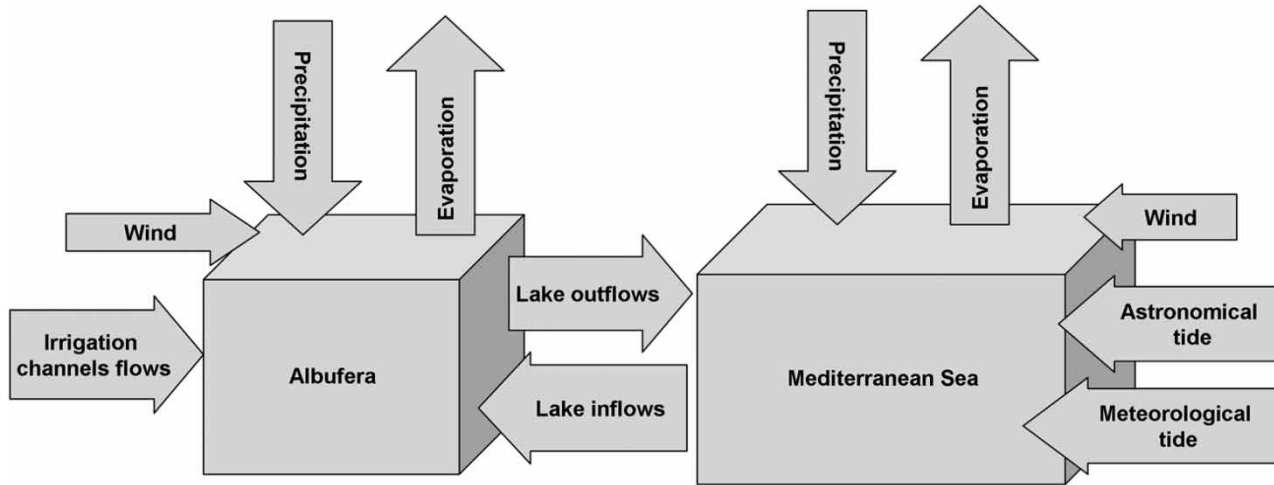 Precipitation
Evaporation
Wind
Irrigation
channels flows
Albufera
Lake outflows
Lake inflows
Precipitation
Evaporation
Wind
Mediterranean Sea
Astronomical
tide
Meteorological
tide